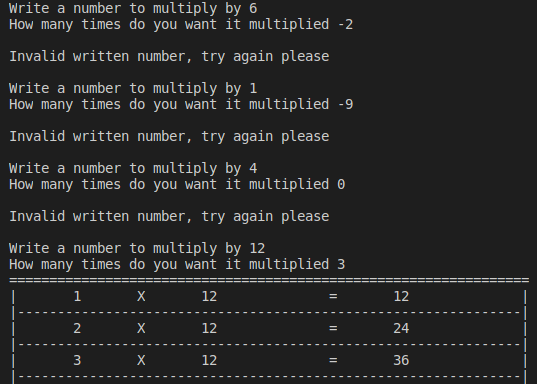 Write a number to multiply by 6
How many times do you want it multiplied -2
Invalid written number, try again please
Write a number to multiply by 1
How many times do you want it multiplied -9
Invalid written number, try again please
Write a number to multiply by 4
How many times do you want it multiplied 0
Invalid written number, try again please
Write a number to multiply by 12
How many times do you want it multiplied 3
=================================================================
|       1       X       12              =       12              |
|---------------------------------------------------------------|
|       2       X       12              =       24              |
|---------------------------------------------------------------|
|       3       X       12              =       36              |
|---------------------------------------------------------------|